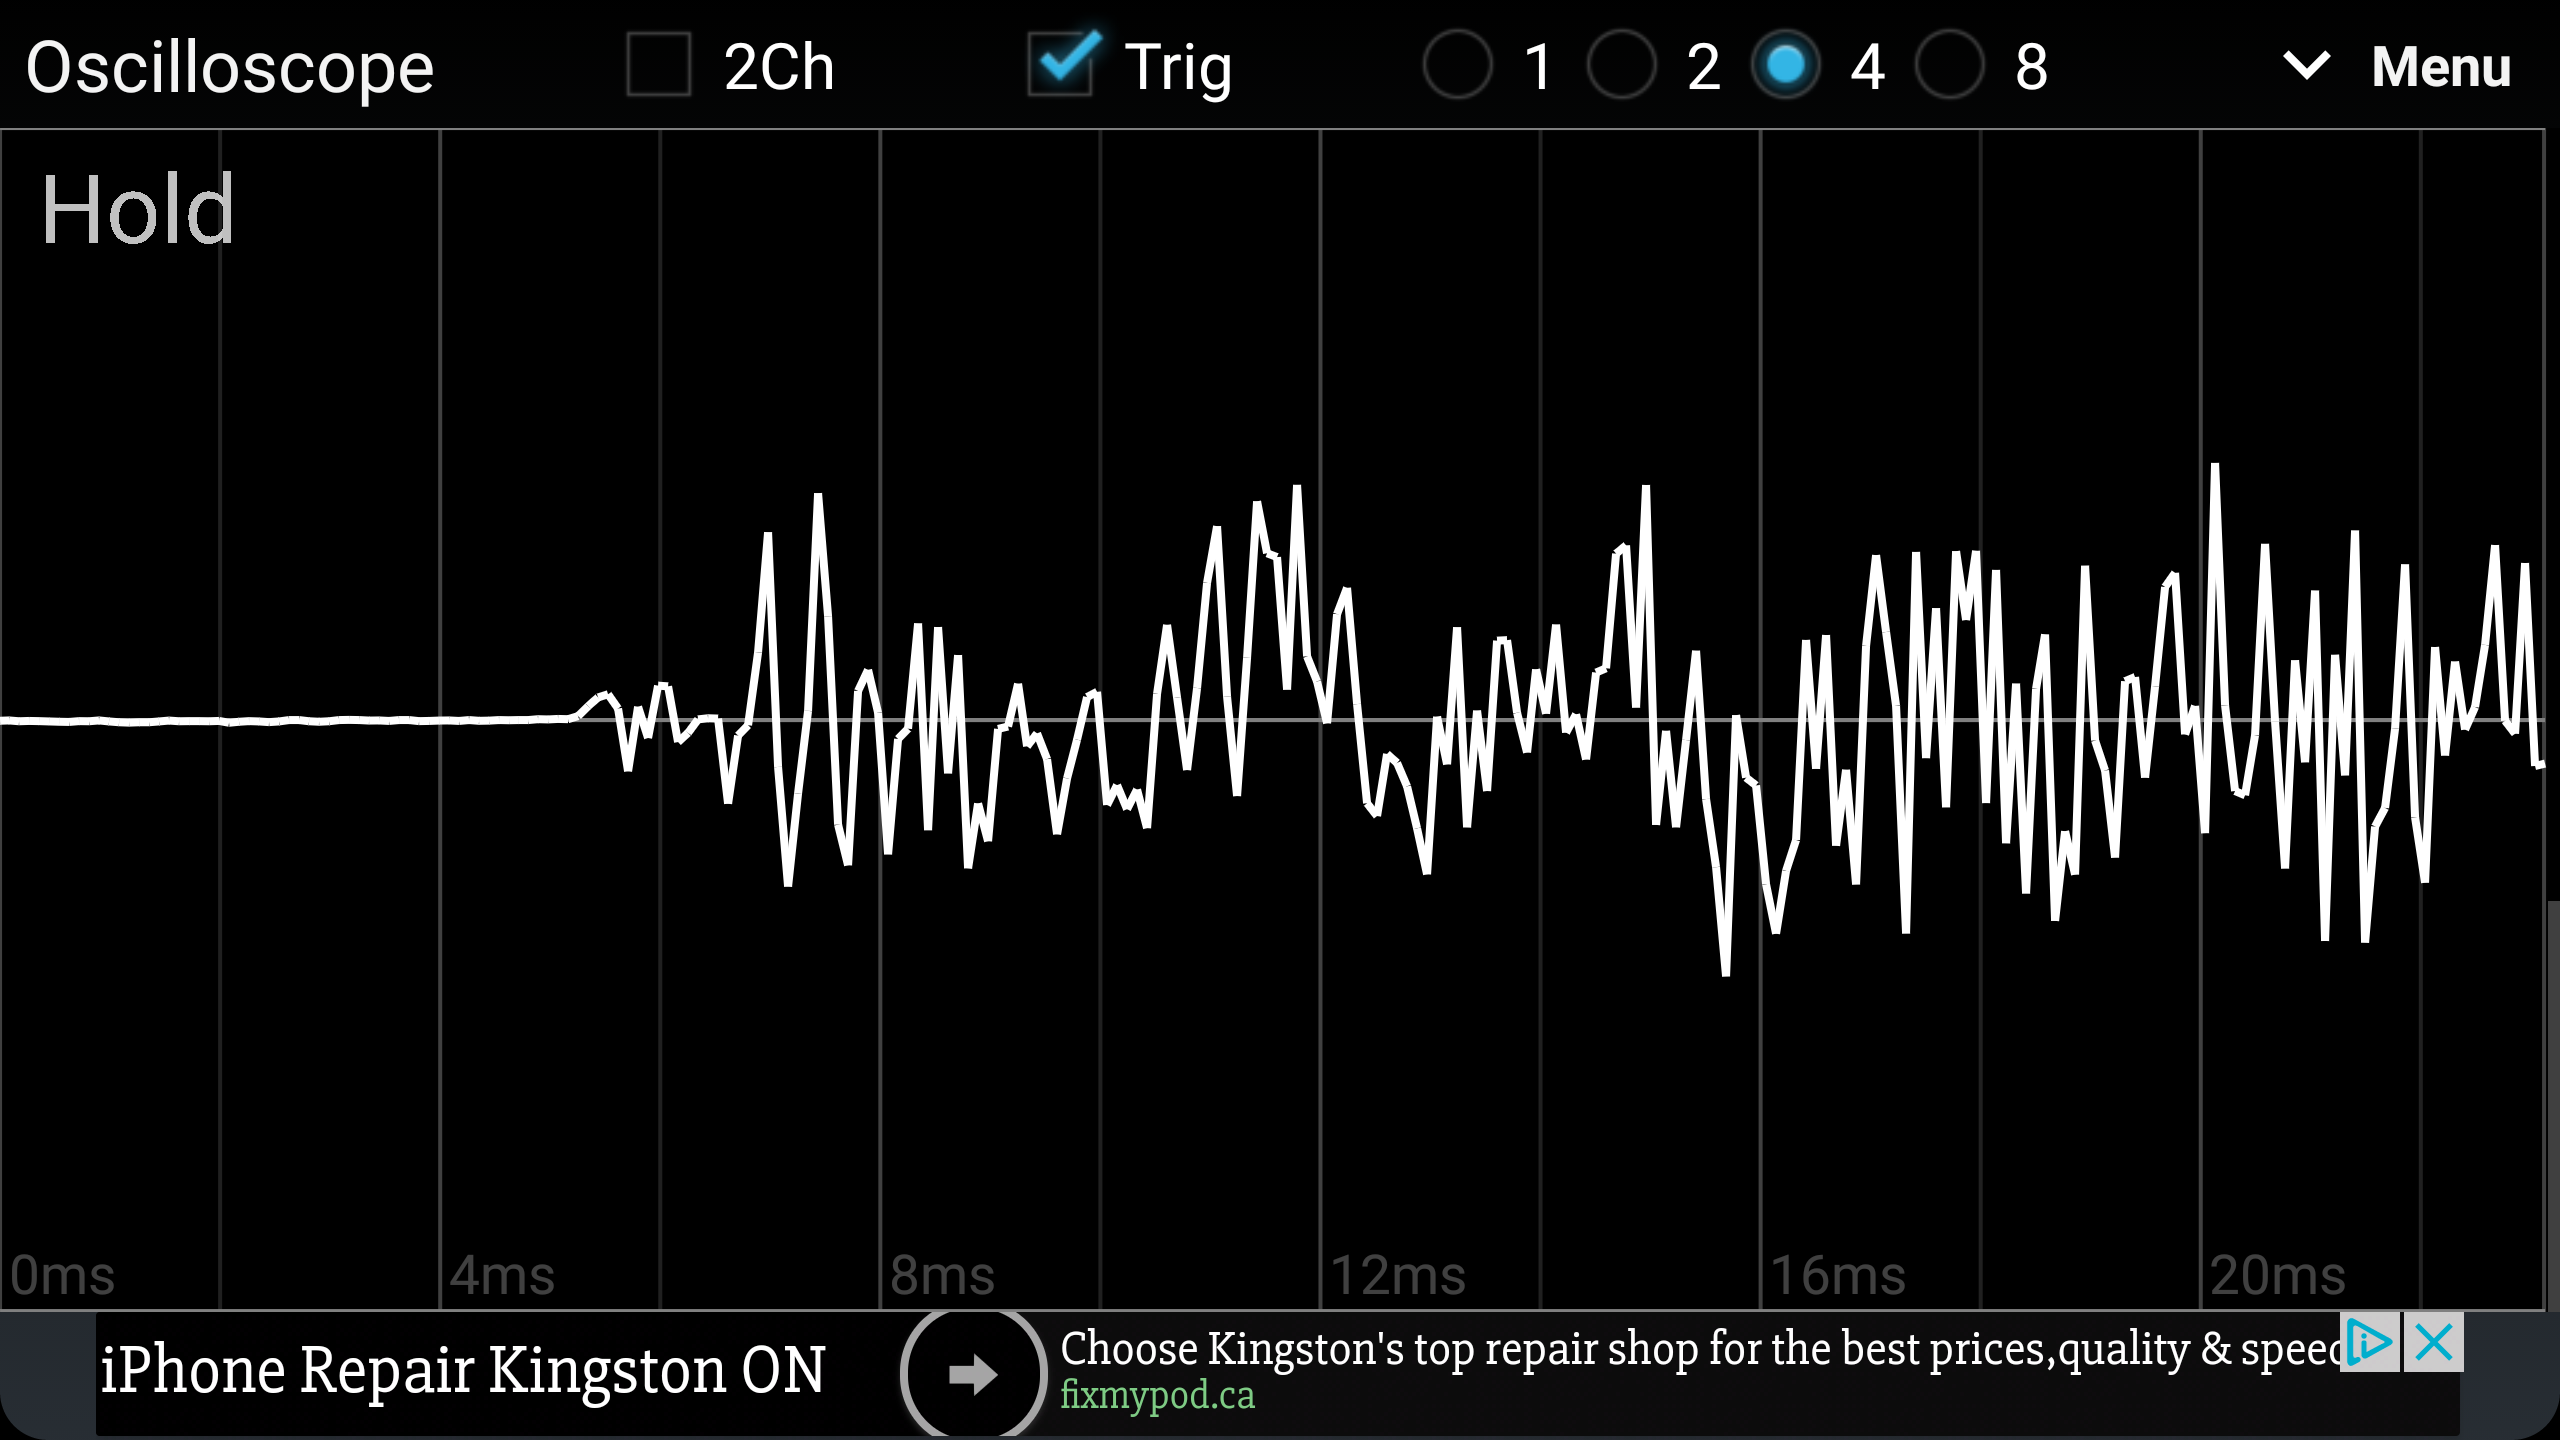 Oscilloscope 2Ch Trig 1 2 4 8 Menu
Hold
0ms 4ms 8ms 12ms 16ms 20ms
iPhone Repair Kingston ON
Choose Kingston's top repair shop for the best prices,quality & speed
fixmypod.ca